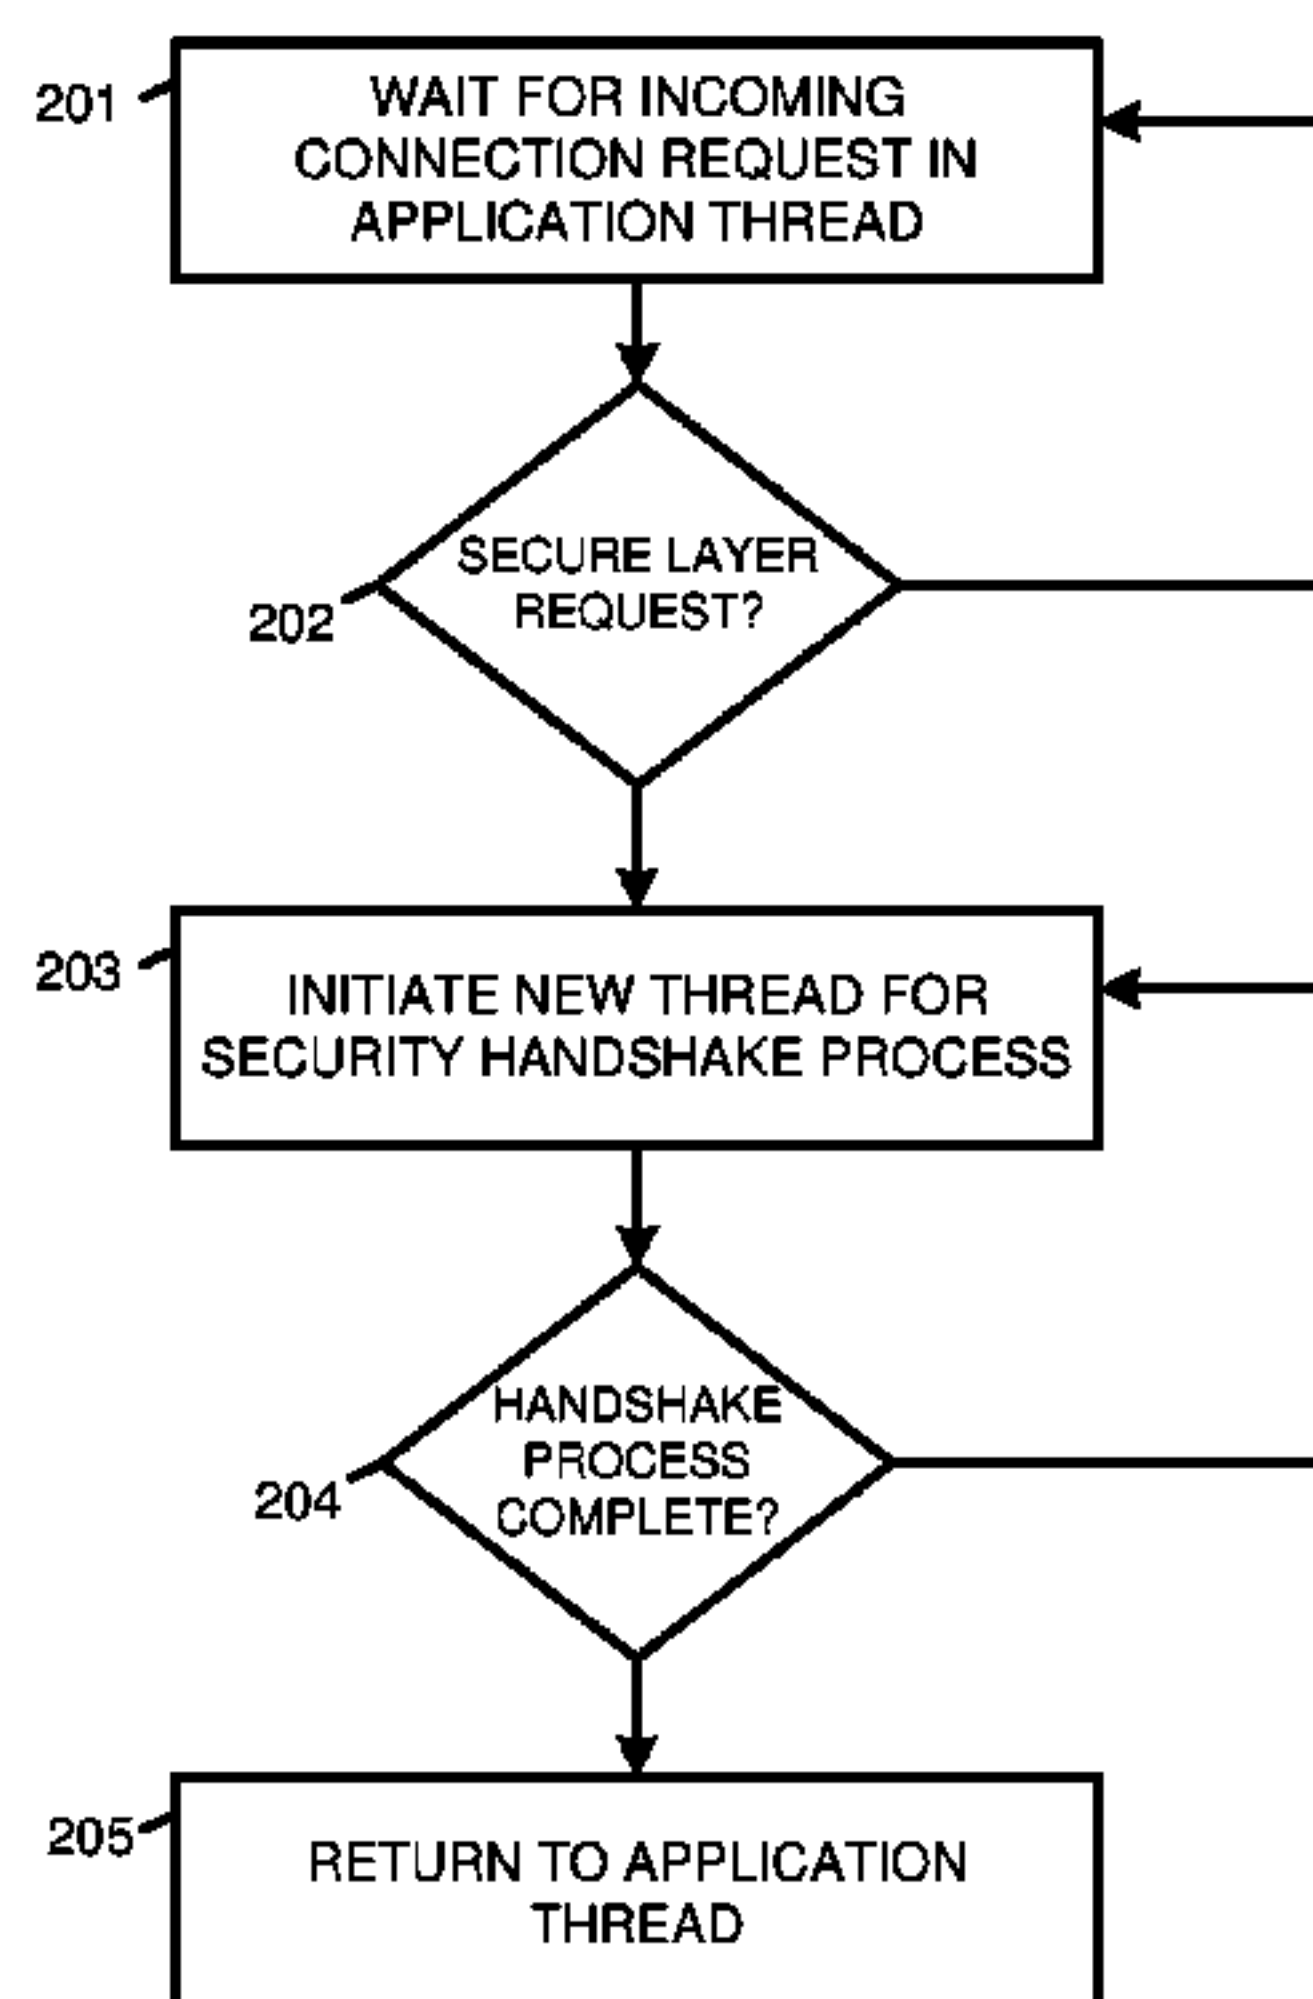 201
WAIT FOR INCOMING
CONNECTION REQUEST IN
APPLICATION THREAD
SECURE LAYER
REQUEST?
202
203
INITIATE NEW THREAD FOR
SECURITY HANDSHAKE PROCESS
HANDSHAKE
PROCESS
COMPLETE?
204
205
RETURN TO APPLICATION
THREAD